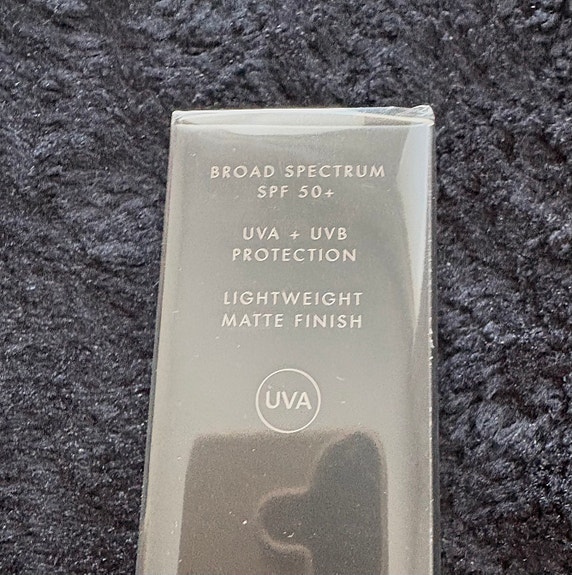 BROAD SPECTRUM
SPF 50+
UVA + UVB
PROTECTION
LIGHTWEIGHT
MATTE FINISH
UVA